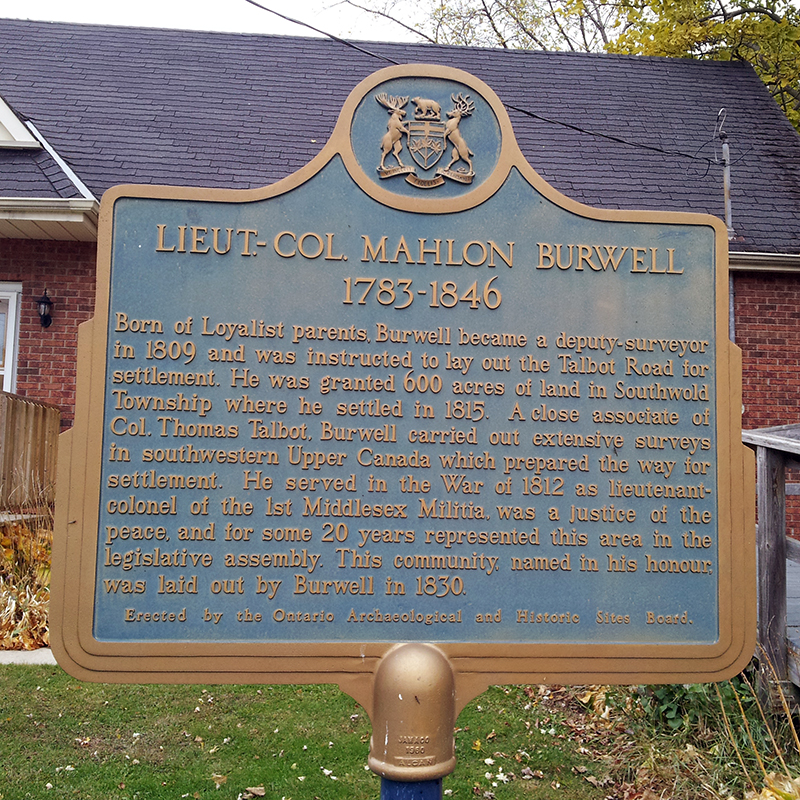 LIEUT.-COL. MAHLON BURWELL
1783-1846
Born of Loyalist parents, Burwell became a deputy-surveyor
in 1809 and was instructed to lay out the Talbot Road for
settlement. He was granted 600 acres of land in Southwold
Township where he settled in 1815. A close associate of
Col. Thomas Talbot, Burwell carried out extensive surveys
in southwestern Upper Canada which prepared the way for
settlement. He served in the War of 1812 as lieutenant-
colonel of the 1st Middlesex Militia, was a justice of the
peace, and for some 20 years represented this area in the
legislative assembly. This community, named in his honour,
was laid out by Burwell in 1830.
Erected by the Ontario Archaeological and Historic Sites Board.